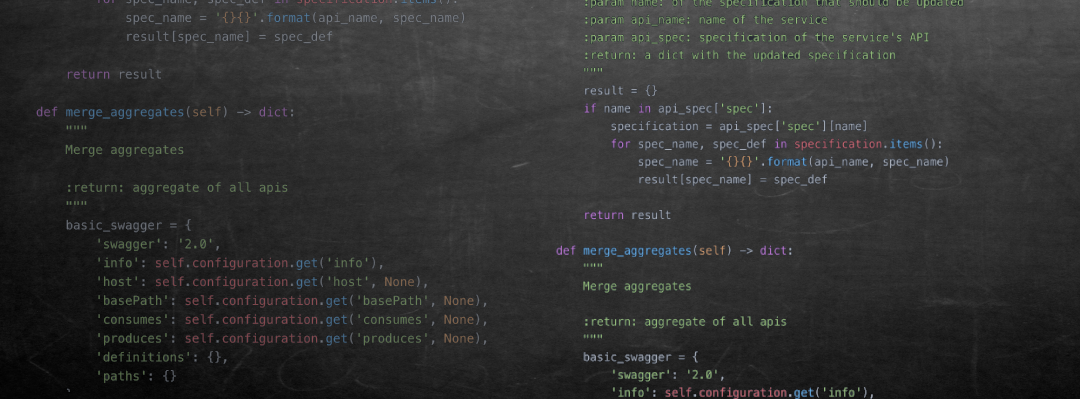 for spec_name, spec_def in specification.items():
spec_name = '{}{}'.format(api_name, spec_name)
result[spec_name] = spec_def
return result
def merge_aggregates(self) -> dict:
"""
Merge aggregates
:return: aggregate of all apis
"""
basic_swagger = {
'swagger': '2.0',
'info': self.configuration.get('info'),
'host': self.configuration.get('host', None),
'basePath': self.configuration.get('basePath', None),
'consumes': self.configuration.get('consumes', None),
'produces': self.configuration.get('produces', None),
'definitions': {},
'paths': {}
}
:param name: of the specification that should be updated
:param api_name: name of the service
:param api_spec: specification of the service's API
:return: a dict with the updated specification
"""
result = {}
if name in api_spec['spec']:
specification = api_spec['spec'][name]
for spec_name, spec_def in specification.items():
spec_name = '{}{}'.format(api_name, spec_name)
result[spec_name] = spec_def
return result
def merge_aggregates(self) -> dict:
"""
Merge aggregates
:return: aggregate of all apis
"""
basic_swagger = {
'swagger': '2.0',
'info': self.configuration.get('info'),